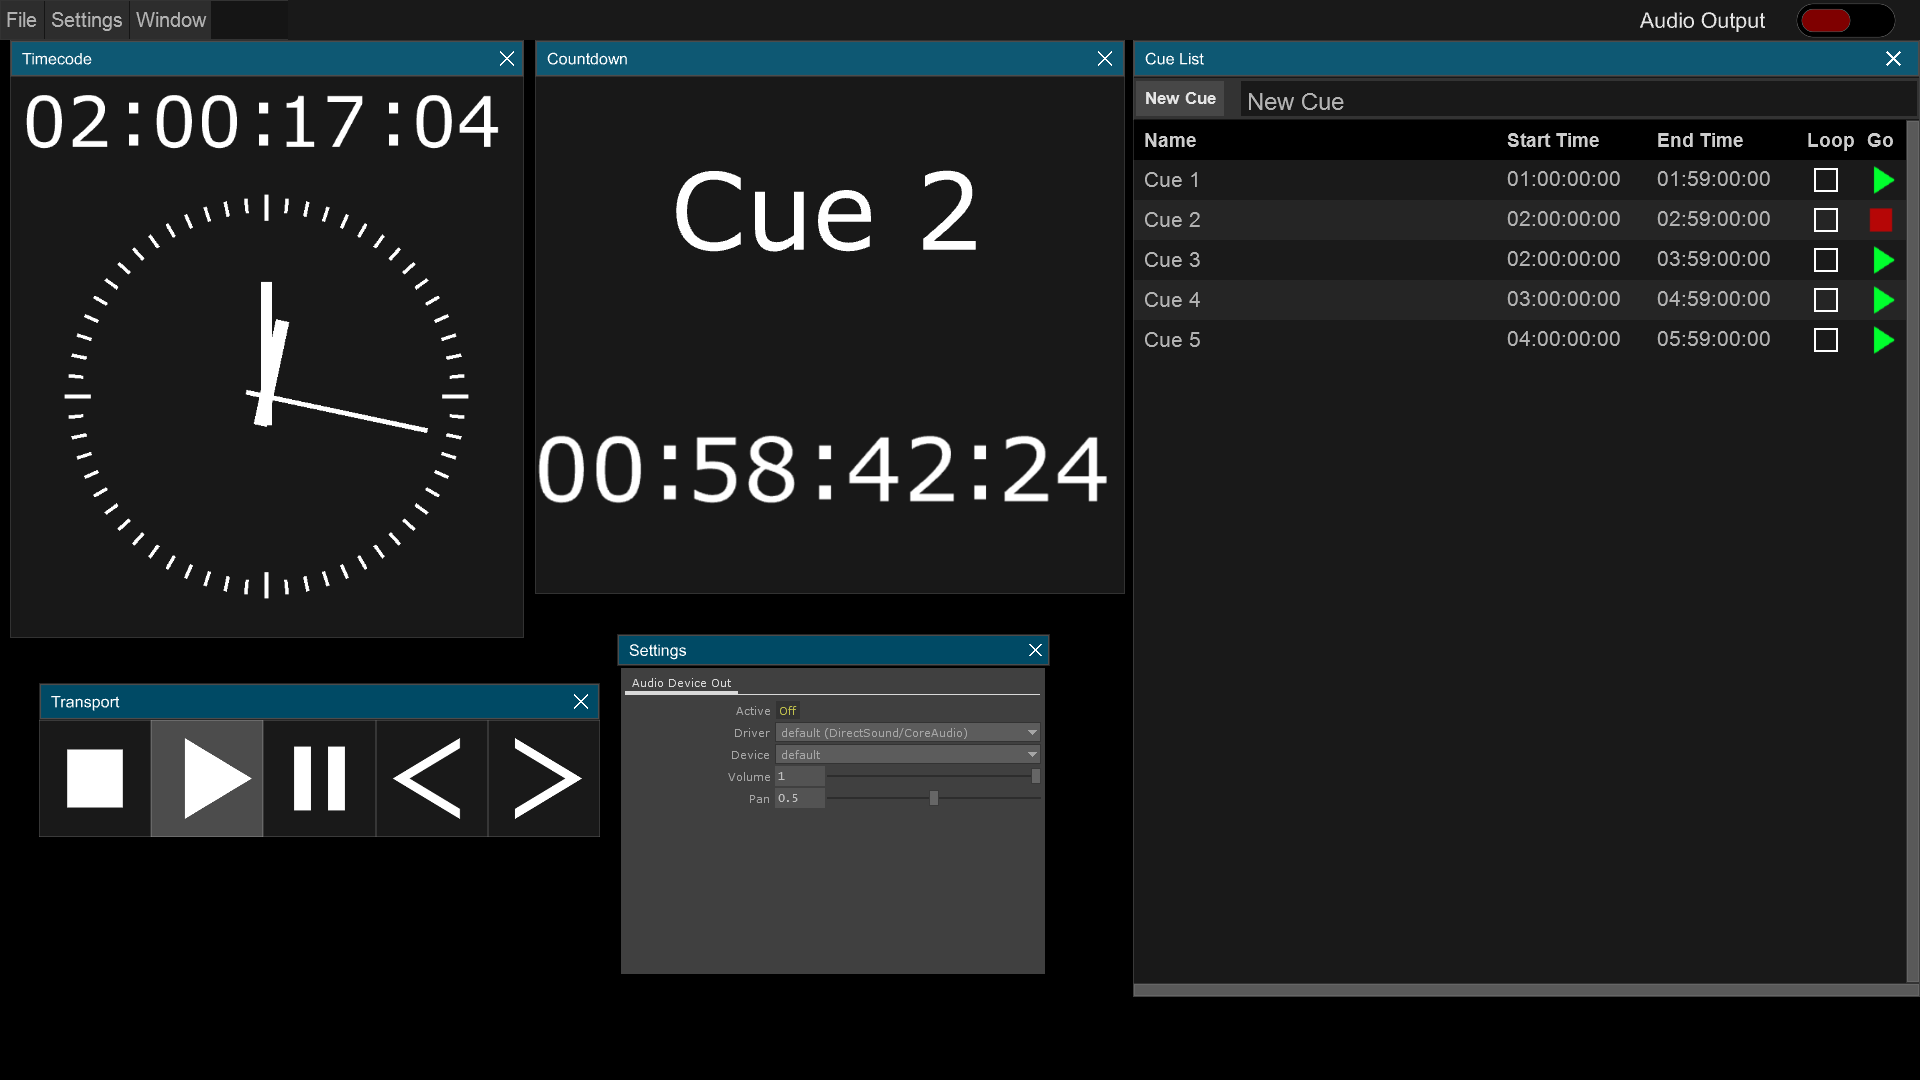 File Settings Window Audio Output
Timecode
02:00:17:04
Countdown
Cue 2
00:58:42:24
Cue List
New Cue New Cue
Name Start Time End Time Loop Go
Cue 1 01:00:00:00 01:59:00:00
Cue 2 02:00:00:00 02:59:00:00
Cue 3 02:00:00:00 03:59:00:00
Cue 4 03:00:00:00 04:59:00:00
Cue 5 04:00:00:00 05:59:00:00
Transport
Settings
Audio Device Out
Active Off
Driver default (DirectSound/CoreAudio)
Device default
Volume 1
Pan 0.5